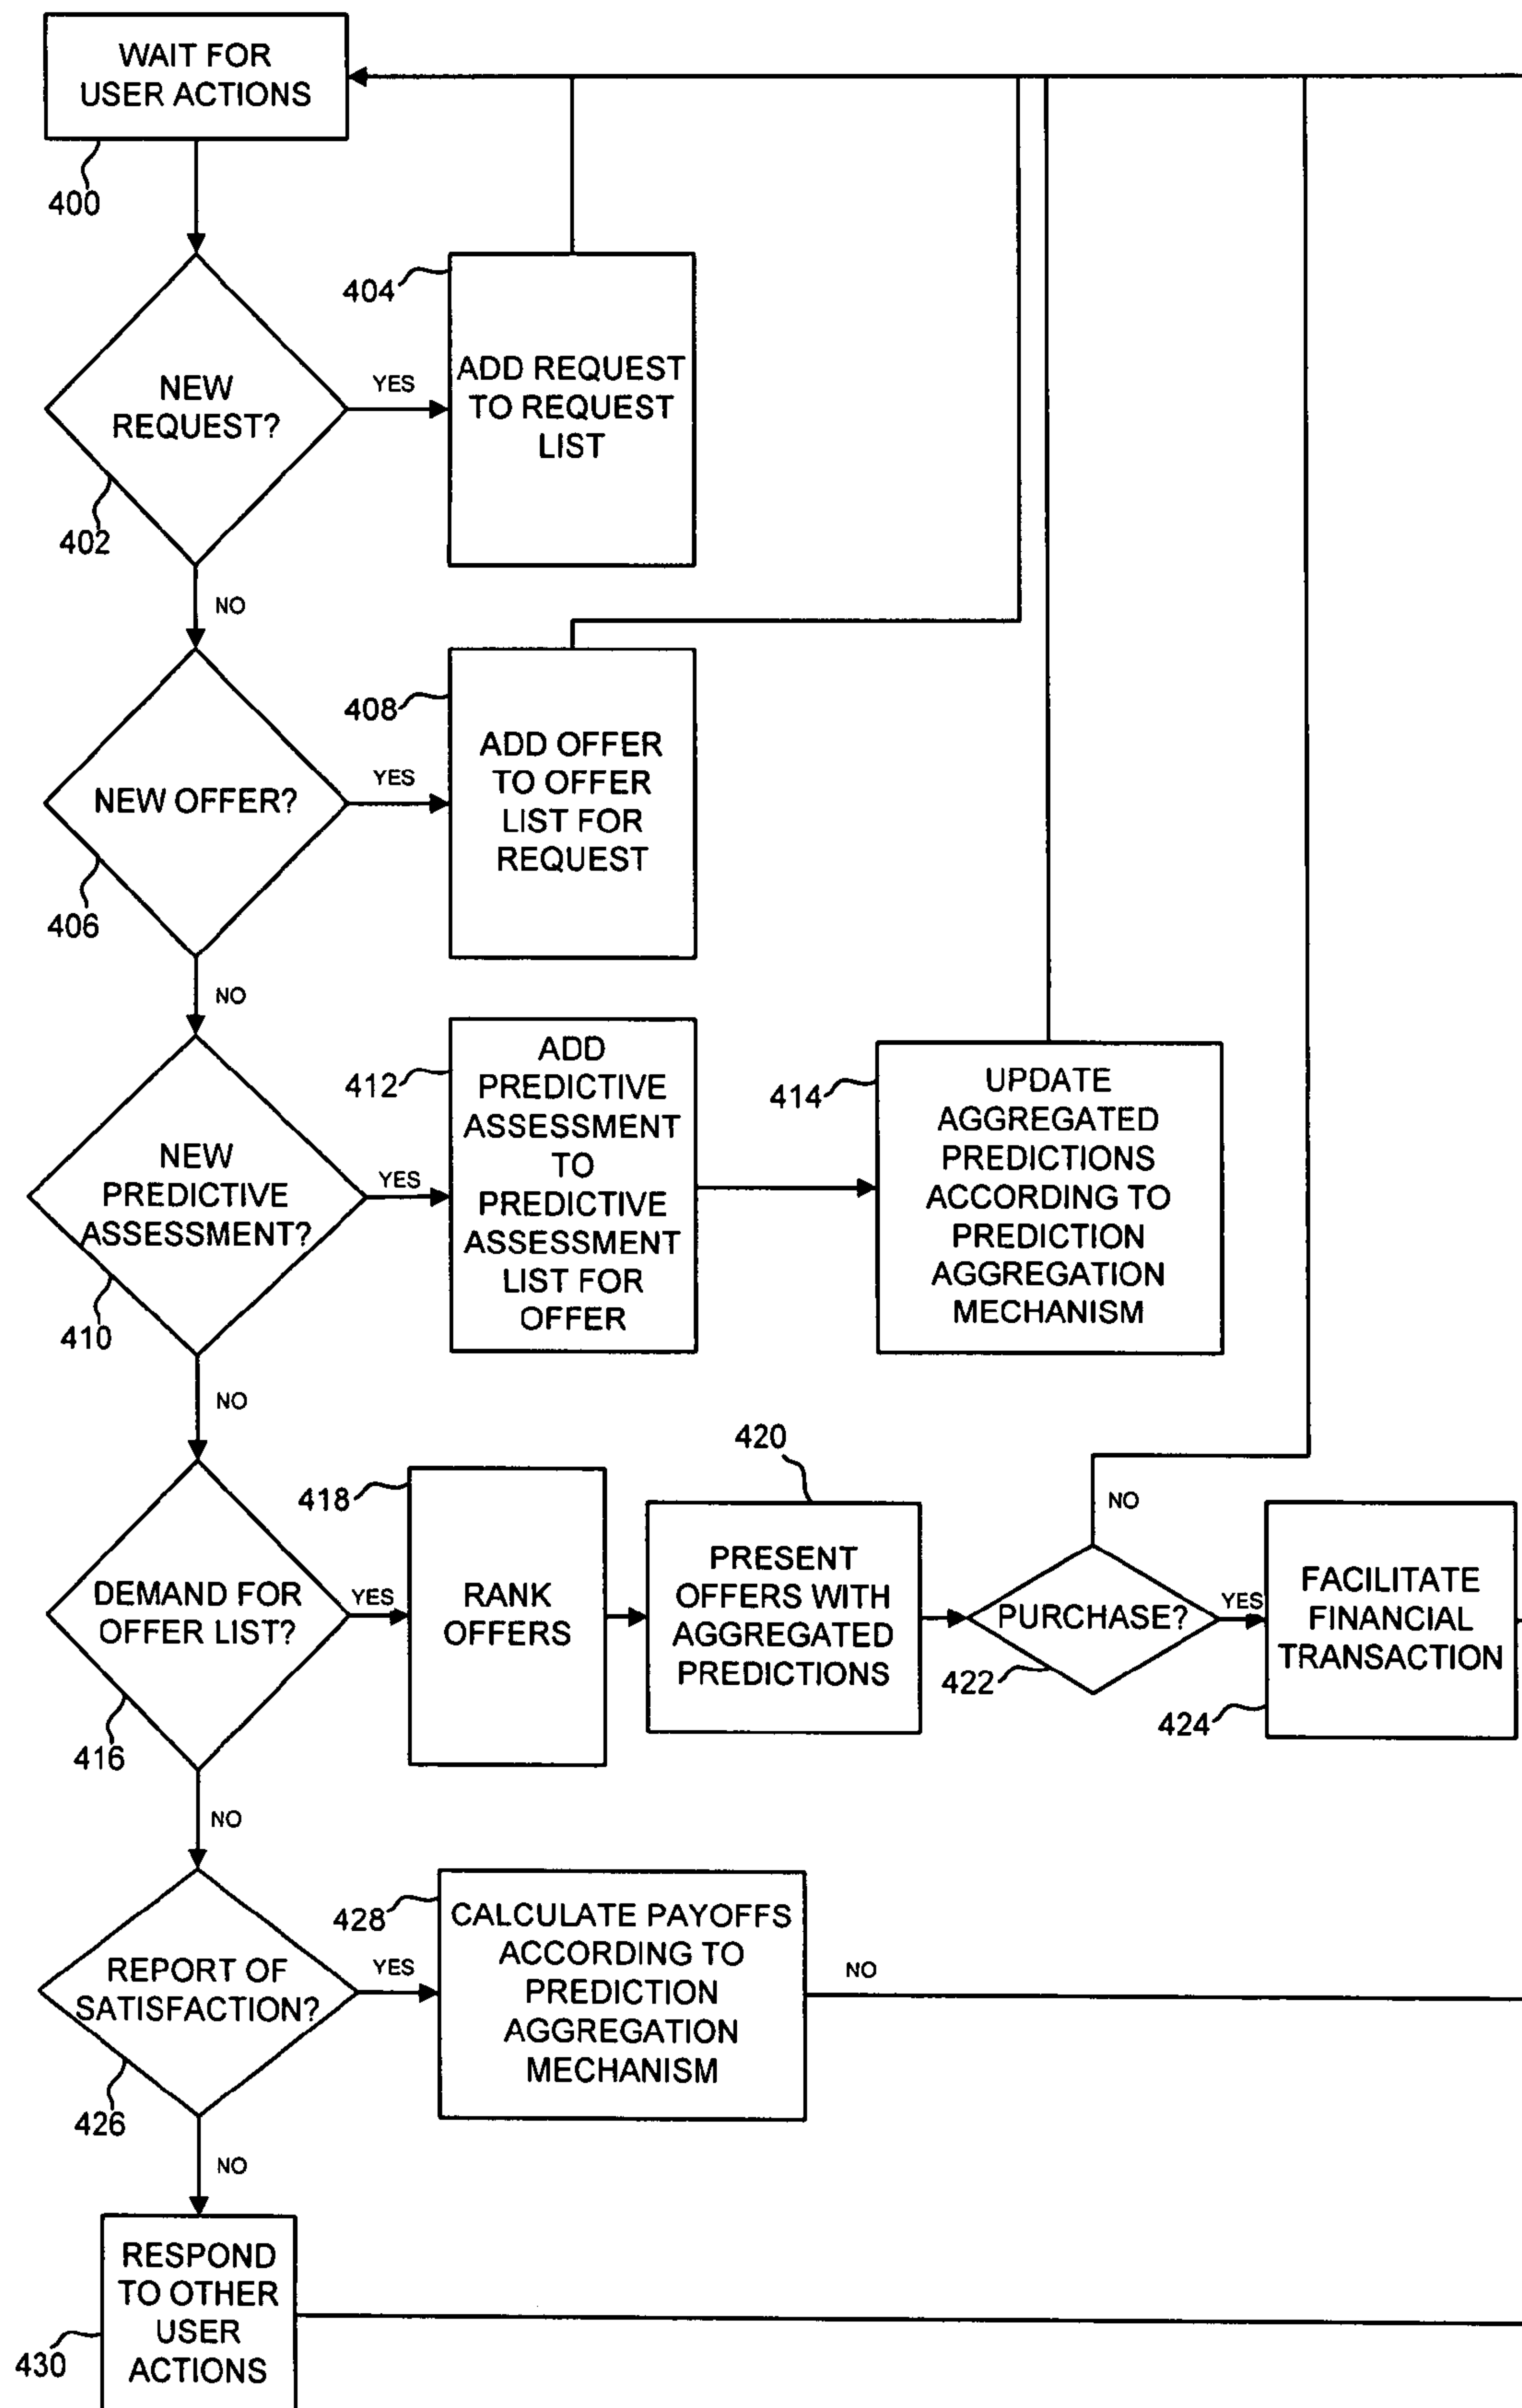 WAIT FOR
USER ACTIONS
400
404
ADD REQUEST
TO REQUEST
LIST
YES
NEW
REQUEST?
402
NO
408
ADD OFFER
TO OFFER
LIST FOR
REQUEST
YES
NEW OFFER?
406
NO
412
ADD
PREDICTIVE
ASSESSMENT
TO
PREDICTIVE
ASSESSMENT
LIST FOR
OFFER
414
UPDATE
AGGREGATED
PREDICTIONS
ACCORDING TO
PREDICTION
AGGREGATION
MECHANISM
NEW
PREDICTIVE
ASSESSMENT?
YES
410
NO
420
418
NO
DEMAND FOR
OFFER LIST?
YES
RANK
OFFERS
PRESENT
OFFERS WITH
AGGREGATED
PREDICTIONS
PURCHASE?
YES
FACILITATE
FINANCIAL
TRANSACTION
422
424
416
NO
428
CALCULATE PAYOFFS
ACCORDING TO
PREDICTION
AGGREGATION
MECHANISM
NO
REPORT OF
SATISFACTION?
YES
426
NO
RESPOND
TO OTHER
USER
ACTIONS
430